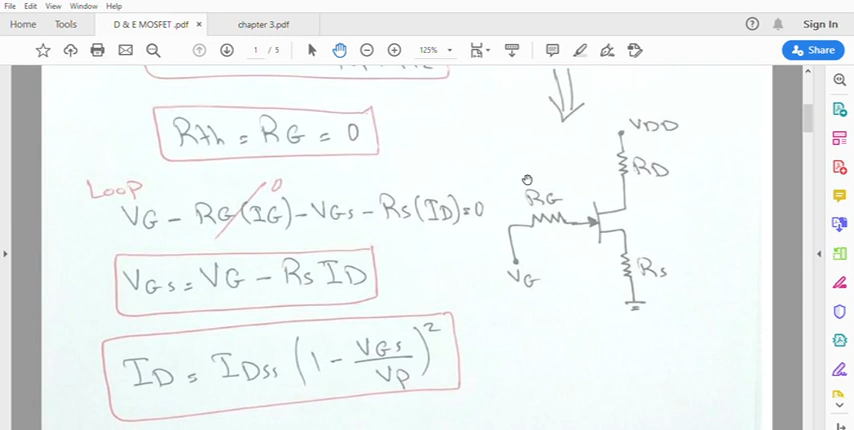 File Edit View Window Help
Home Tools D & E MOSFET .pdf × chapter 3.pdf Sign In
1 / 5 125% Share
VDD
Rth = RG = 0
RD
LOOP
0
RG
VG - RG(IG) - VGs - Rs(ID) = 0
VGs = VG - Rs ID
VG
Rs
ID = IDss (1 - VGs/VP)²